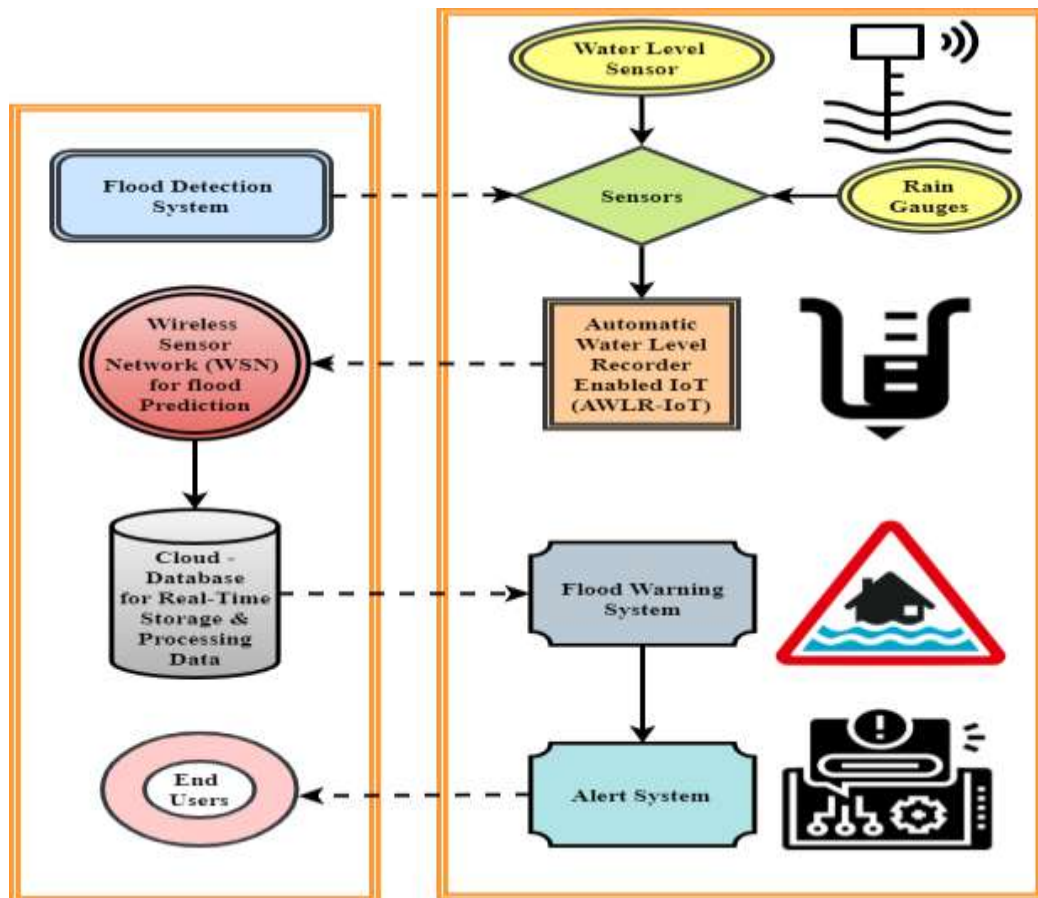 Water Level
Sensor
Flood Detection
System
Sensors
Rain
Gauges
Wireless
Sensor
Network (WSN)
for flood
Prediction
Automatic
Water Level
Recorder
Enabled IoT
(AWLR-IoT)
Cloud -
Database
for Real-Time
Storage &
Processing
Data
Flood Warning
System
End
Users
Alert System